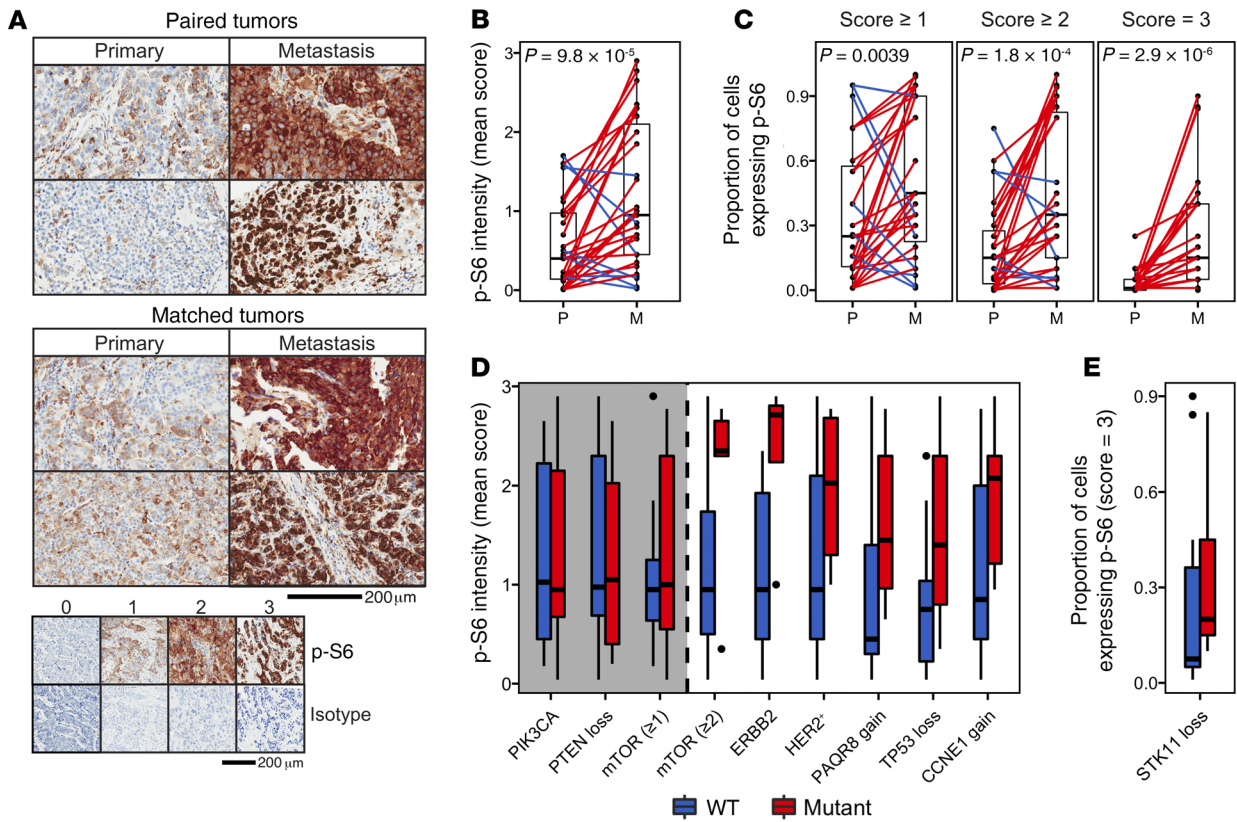 A
Paired tumors
Primary Metastasis
Matched tumors
Primary Metastasis
200 µm
0 1 2 3
p-S6
Isotype
200 µm
B
p-S6 intensity (mean score)
3
2
1
0
P = 9.8 × 10-5
P M
C
Score ≥ 1 Score ≥ 2 Score = 3
Proportion of cells
expressing p-S6
0.9
0.6
0.3
0.0
P = 0.0039 P = 1.8 × 10-4 P = 2.9 × 10-6
P M P M P M
D
p-S6 intensity (mean score)
3
2
1
0
PIK3CA
PTEN loss
mTOR (≥1)
mTOR (≥2)
ERBB2
HER2+
PAQR8 gain
TP53 loss
CCNE1 gain
WT Mutant
E
Proportion of cells
expressing p-S6 (score = 3)
0.9
0.6
0.3
0.0
STK11 loss